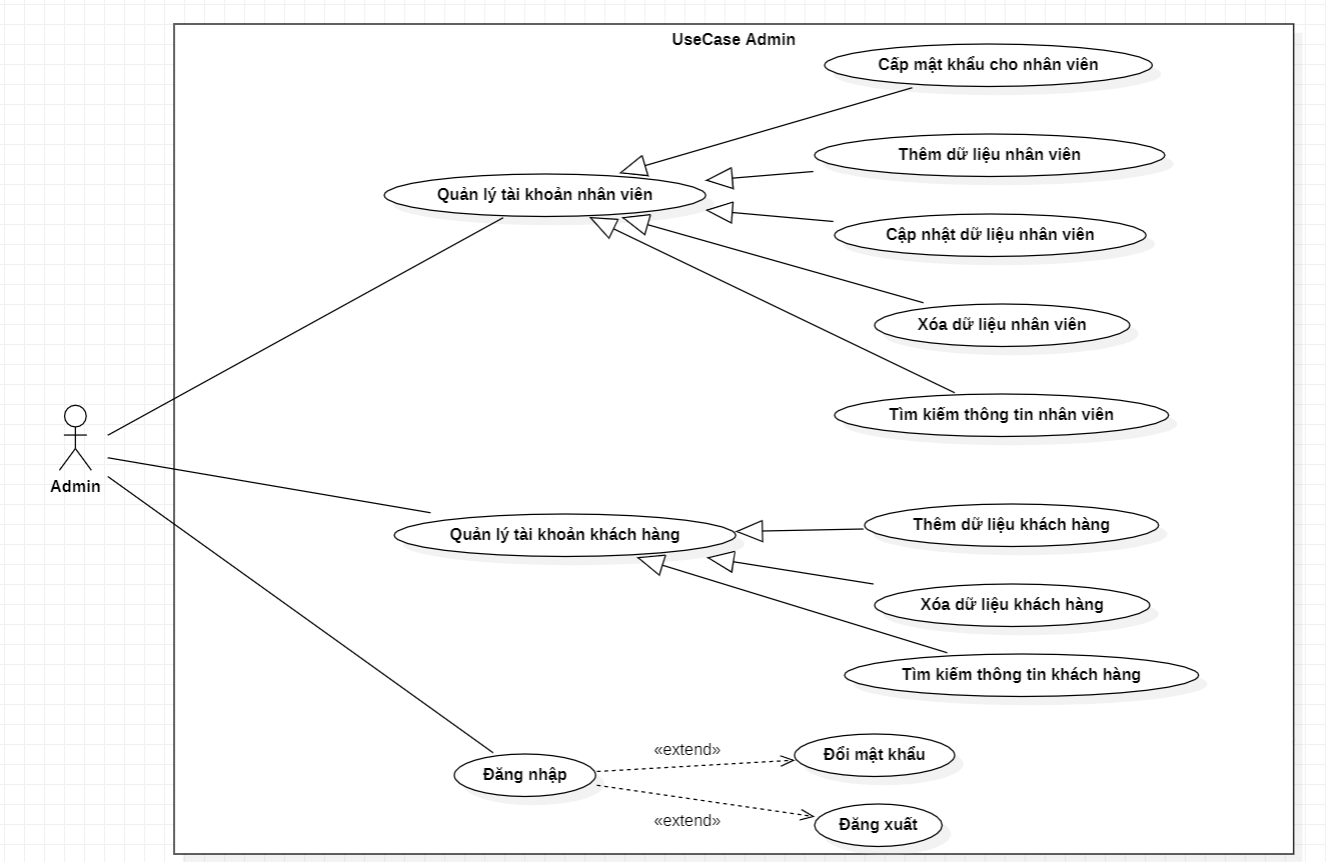 UseCase Admin
Cấp mật khẩu cho nhân viên
Thêm dữ liệu nhân viên
Quản lý tài khoản nhân viên
Cập nhật dữ liệu nhân viên
Xóa dữ liệu nhân viên
Tìm kiếm thông tin nhân viên
Admin
Thêm dữ liệu khách hàng
Quản lý tài khoản khách hàng
Xóa dữ liệu khách hàng
Tìm kiếm thông tin khách hàng
«extend»
Đổi mật khẩu
Đăng nhập
«extend»
Đăng xuất